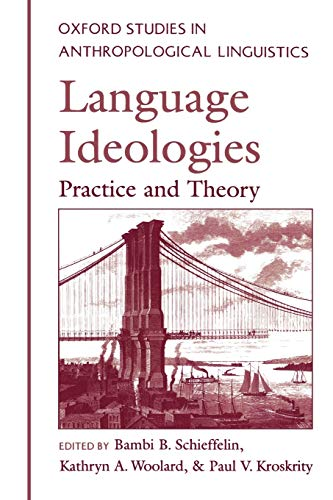 OXFORD STUDIES IN
ANTHROPOLOGICAL LINGUISTICS
Language
Ideologies
Practice and Theory
EDITED BY Bambi B. Schieffelin,
Kathryn A. Woolard, & Paul V. Kroskrity